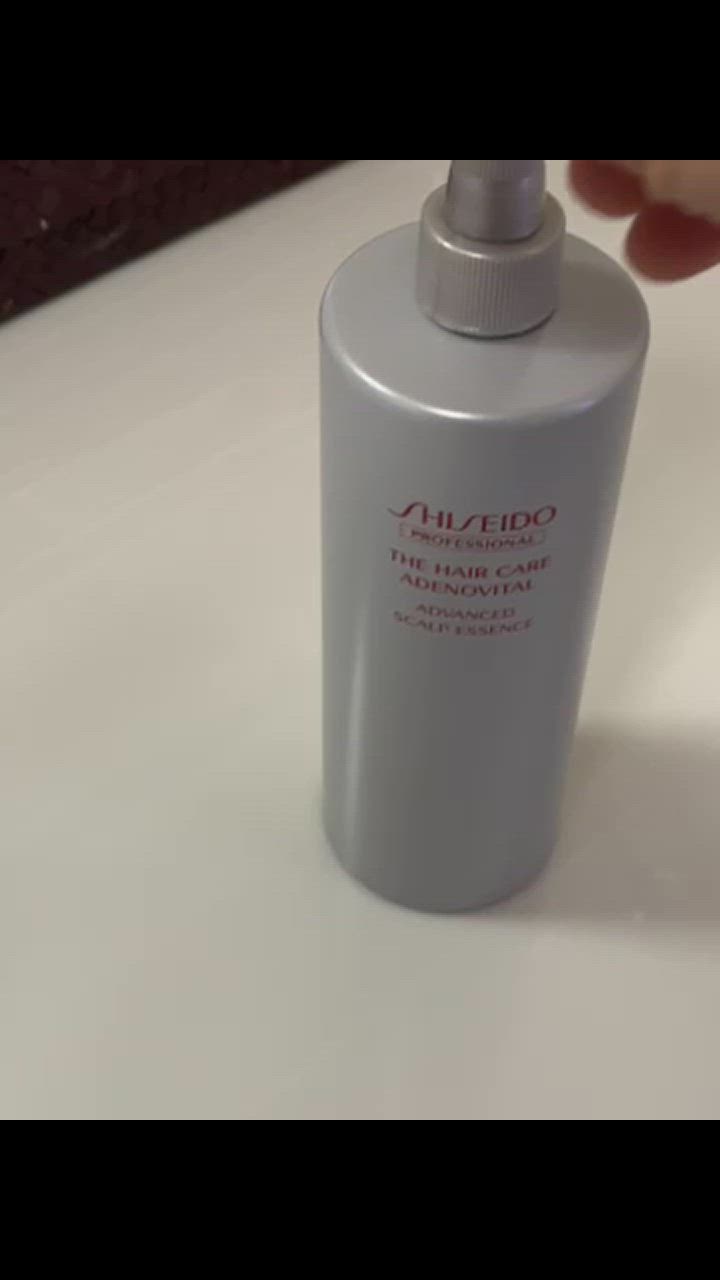 SHISEIDO
PROFESSIONAL
THE HAIR CARE
ADENOVITAL
ADVANCED
SCALP ESSENCE